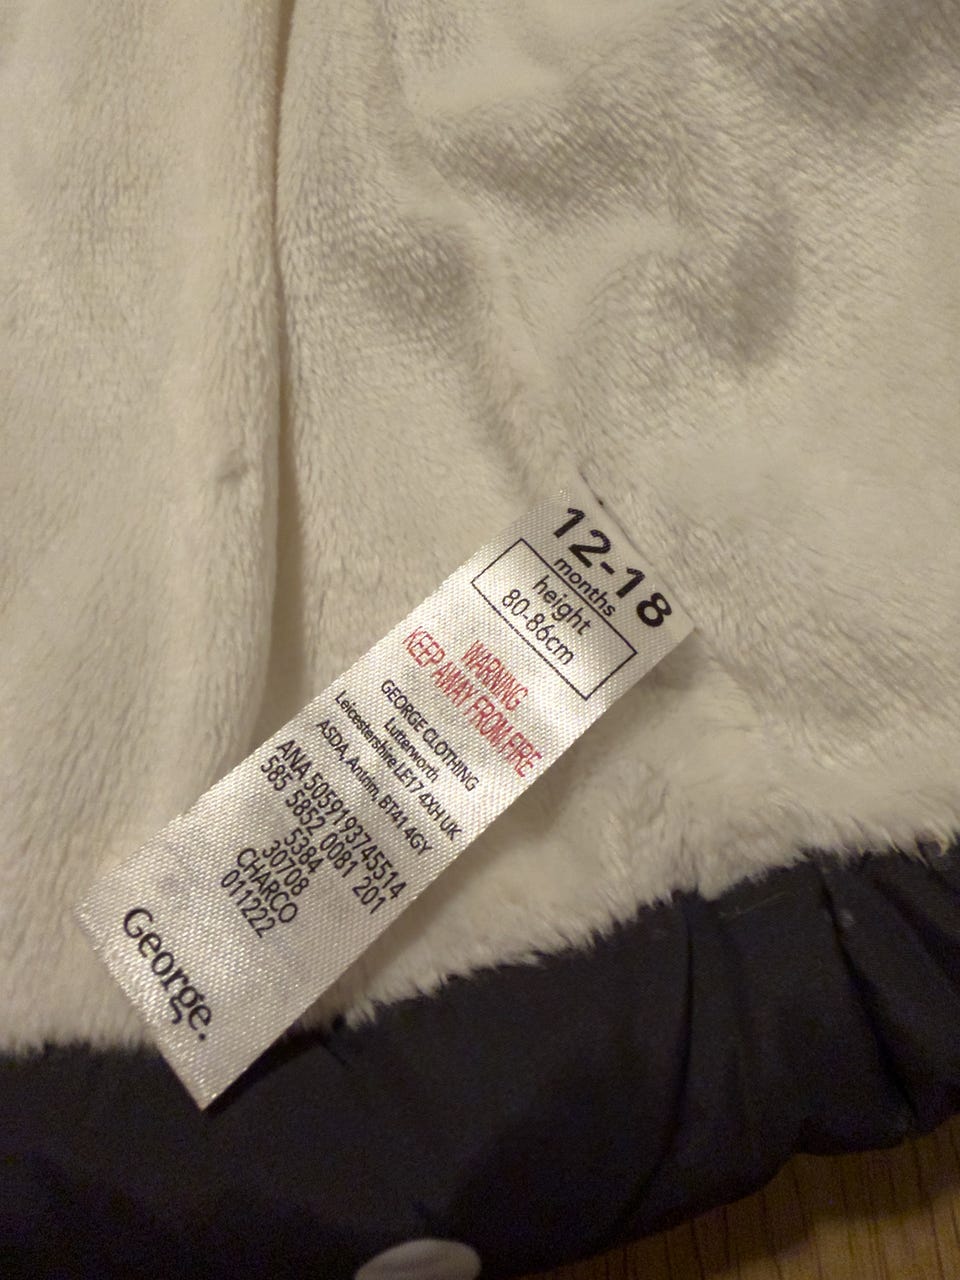 12-18
months
height
80-86cm
WARNING
KEEP AWAY FROM FIRE
GEORGE CLOTHING
Lutterworth
Leicestershire LE17 4XH UK
ASDA, Antrim, BT41 4GY
ANA 5059193745514
585 5852 0081 201
5384
30708
CHARCO
011222
George.